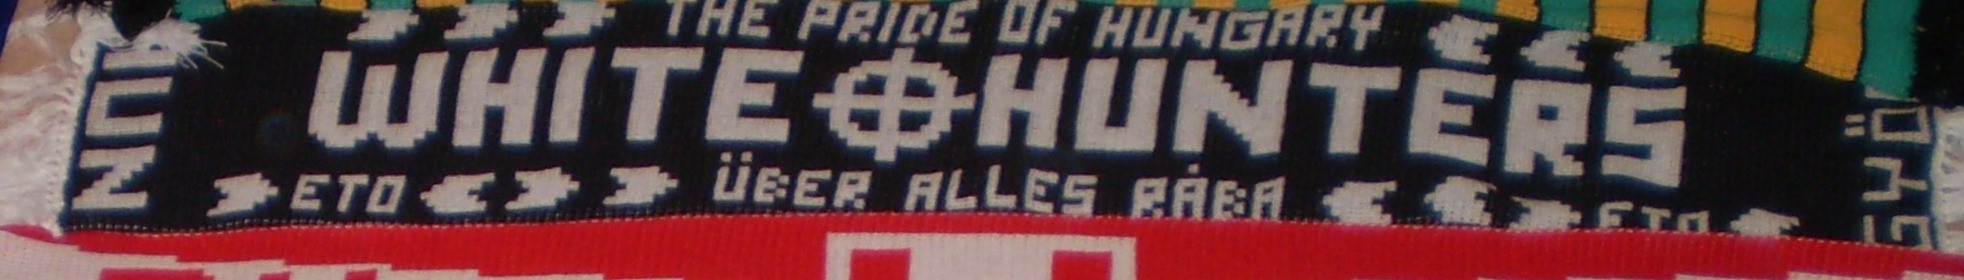 THE PRIDE OF HUNGARY
WHITE HUNTERS
ETO ÜBER ALLES RÁBA ETO